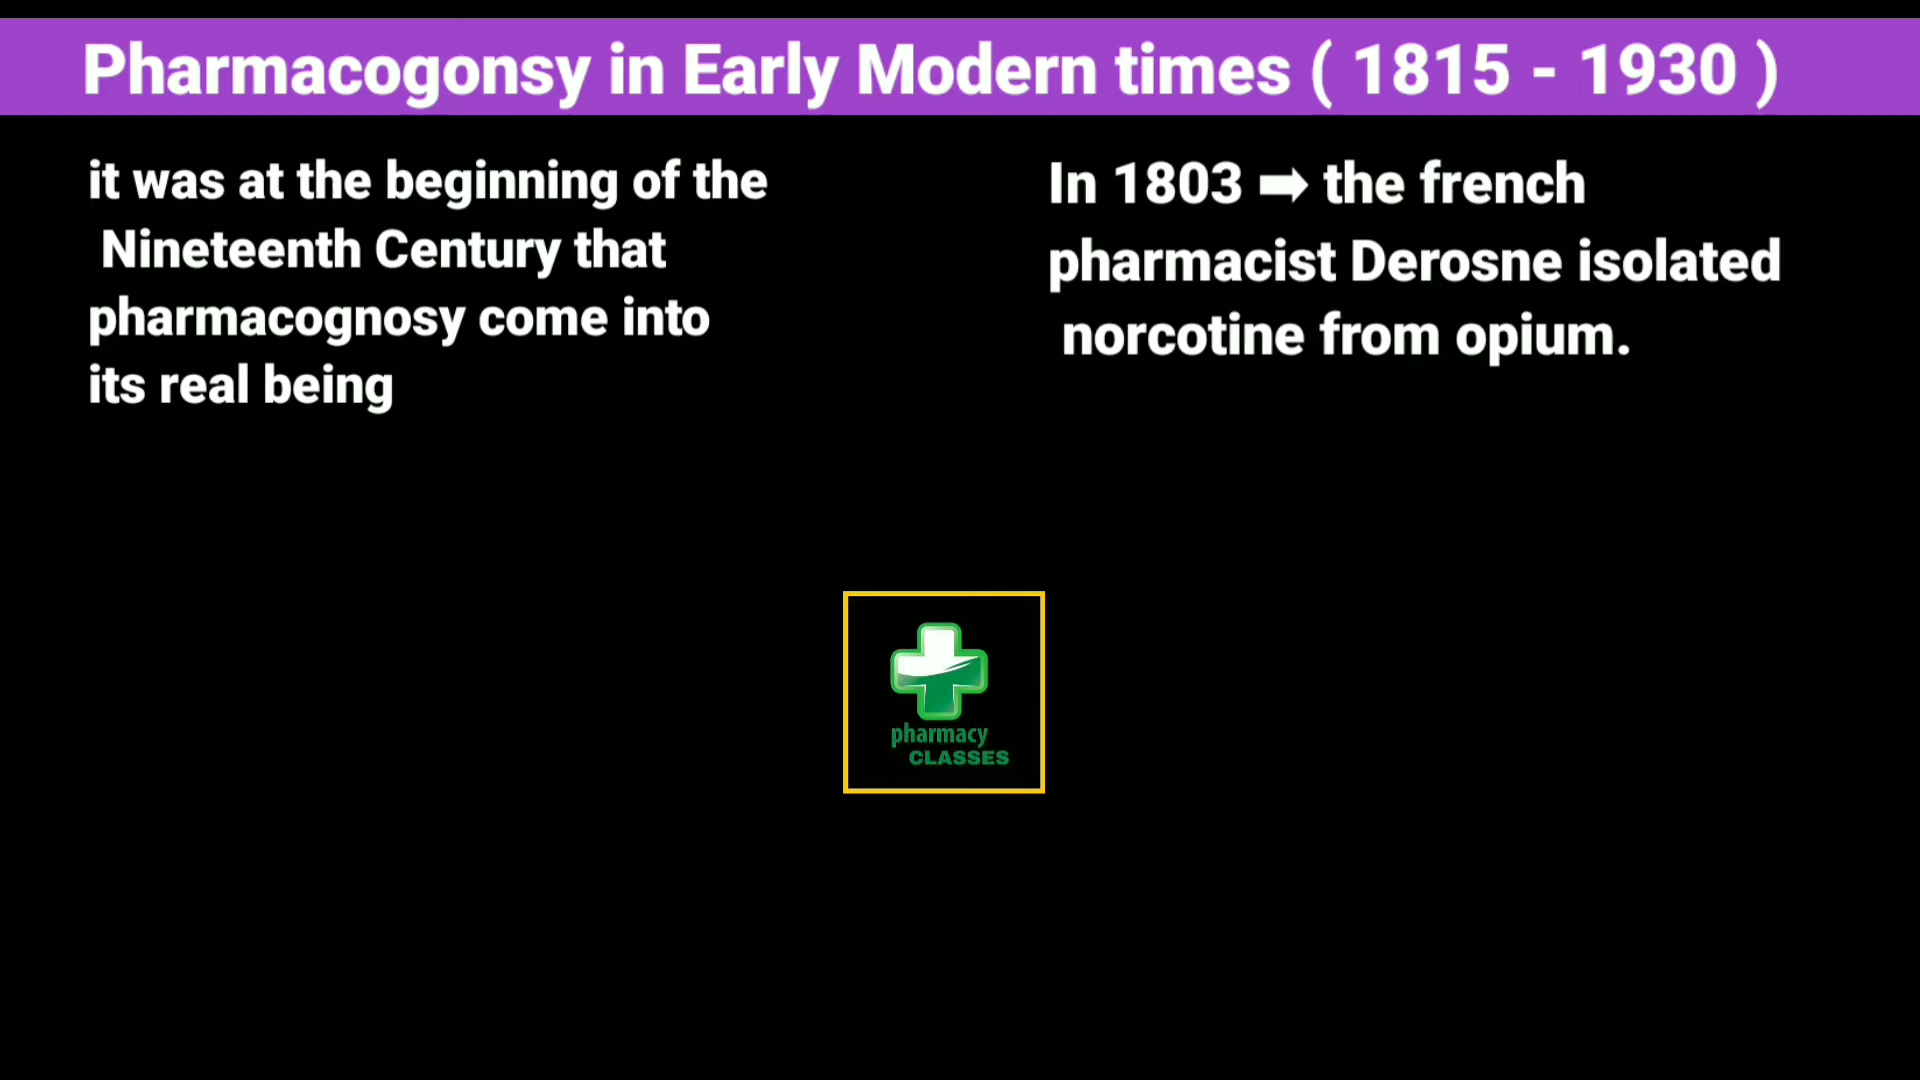 Pharmacogonsy in Early Modern times ( 1815 - 1930 )
it was at the beginning of the
Nineteenth Century that
pharmacognosy come into
its real being
In 1803 ➡ the french
pharmacist Derosne isolated
norcotine from opium.
pharmacy
CLASSES